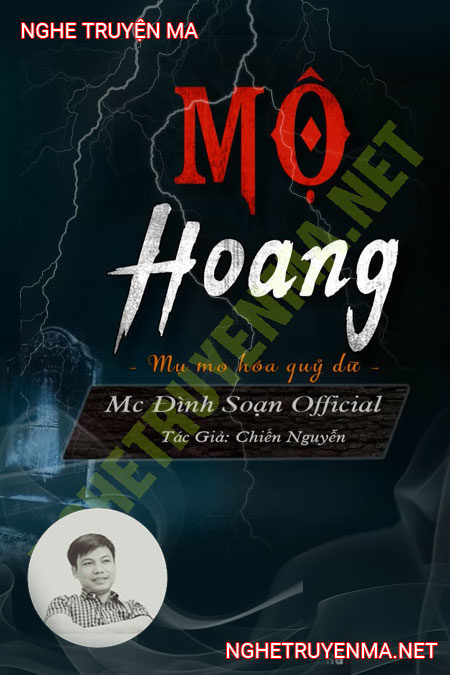 NGHE TRUYỆN MA
MỘ
Hoang
- Mụ mo hóa quỷ dữ -
Mc Đình Soạn Official
Tác Giả: Chiến Nguyễn
NGHETRUYENMA.NET
NGHETRUYENMA.NET